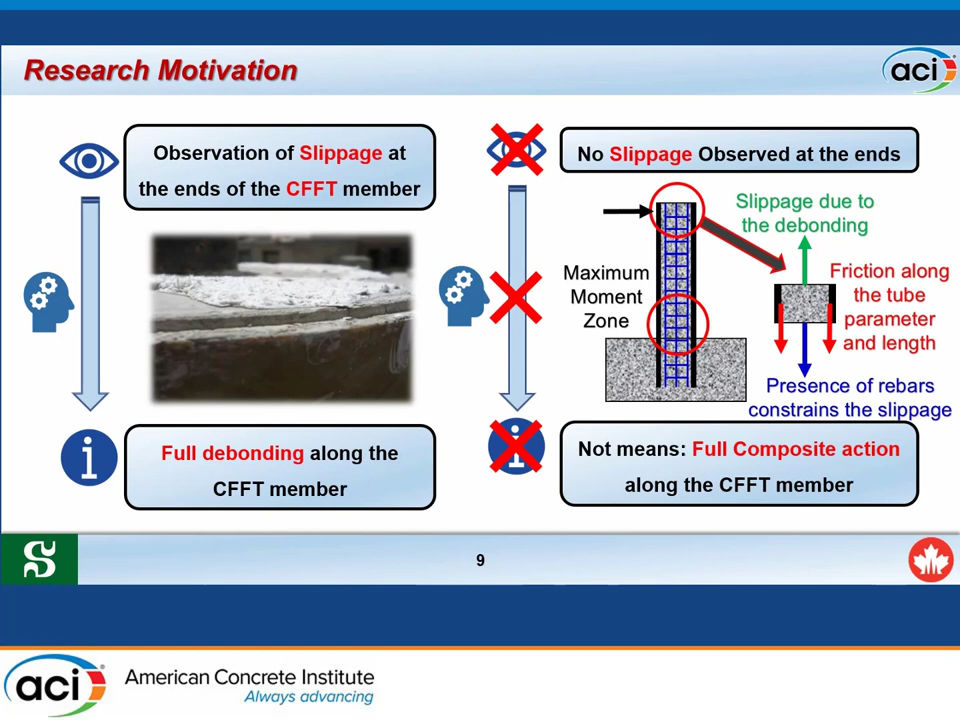 Research Motivation
aci
Observation of Slippage at
the ends of the CFFT member
Full debonding along the
CFFT member
No Slippage Observed at the ends
Slippage due to
the debonding
Maximum
Moment
Zone
Friction along
the tube
parameter
and length
Presence of rebars
constrains the slippage
Not means: Full Composite action
along the CFFT member
9
aci
American Concrete Institute
Always advancing